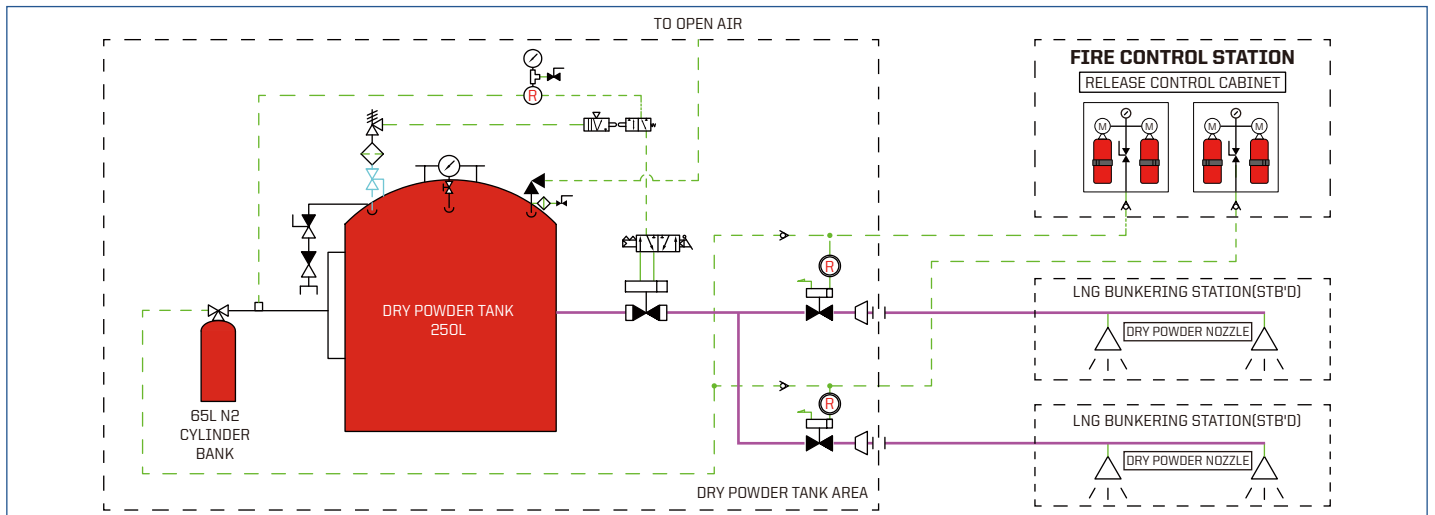 TO OPEN AIR
FIRE CONTROL STATION
RELEASE CONTROL CABINET
R
M
M
M
M
DRY POWDER TANK
250L
R
LNG BUNKERING STATION(STB'D)
DRY POWDER NOZZLE
65L N2
CYLINDER
BANK
R
LNG BUNKERING STATION(STB'D)
DRY POWDER NOZZLE
DRY POWDER TANK AREA